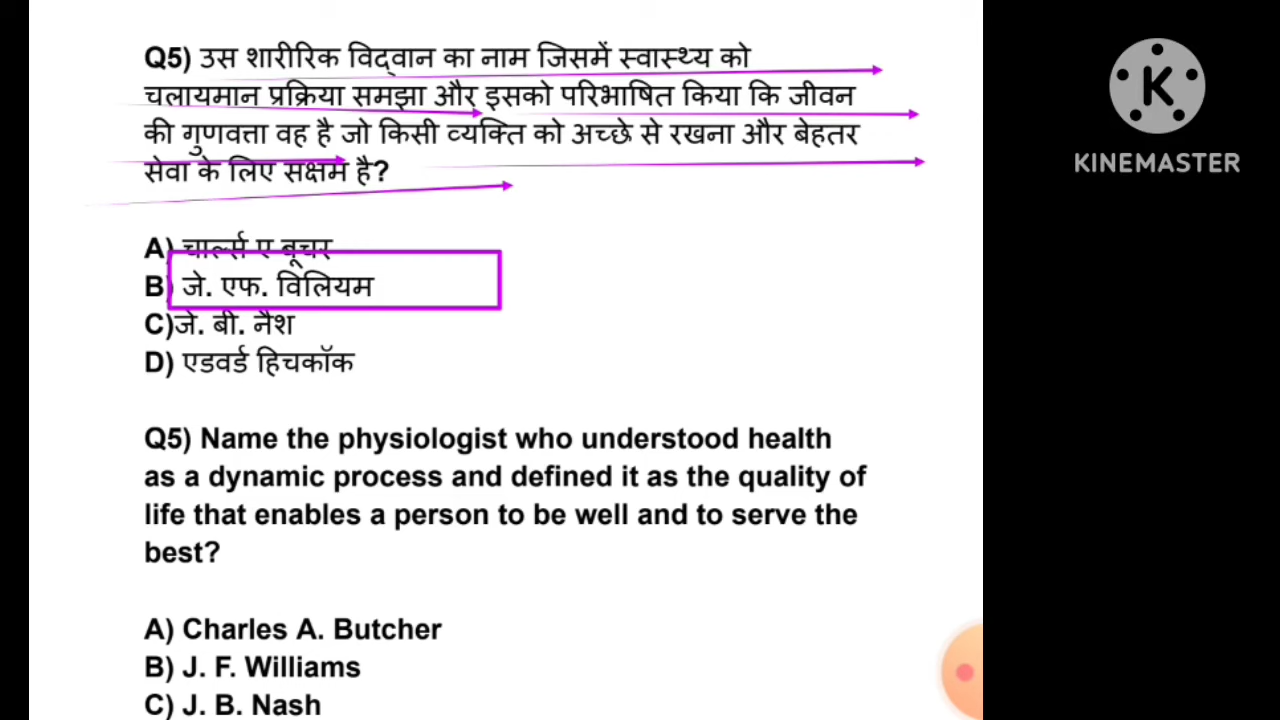 Q5) उस शारीरिक विद्वान का नाम जिसमें स्वास्थ्य को
चलायमान प्रक्रिया समझा और इसको परिभाषित किया कि जीवन
की गुणवत्ता वह है जो किसी व्यक्ति को अच्छे से रखना और बेहतर
सेवा के लिए सक्षम है?
A) चार्ल्स ए बूचर
B) जे. एफ. विलियम
C)जे. बी. नैश
D) एडवर्ड हिचकॉक
Q5) Name the physiologist who understood health
as a dynamic process and defined it as the quality of
life that enables a person to be well and to serve the
best?
A) Charles A. Butcher
B) J. F. Williams
C) J. B. Nash
K
KINEMASTER